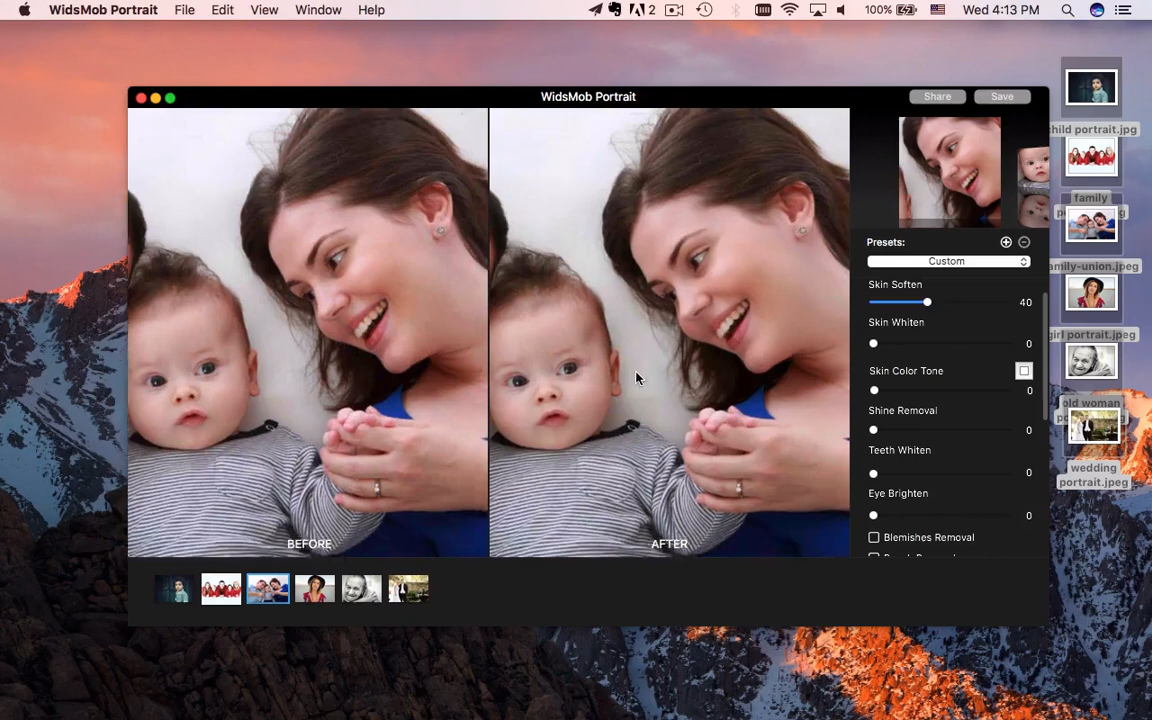 WidsMob Portrait File Edit View Window Help 2 100% Wed 4:13 PM
WidsMob Portrait
Share Save
BEFORE
AFTER
Presets:
Custom
Skin Soften
40
Skin Whiten
0
Skin Color Tone
0
Shine Removal
0
Teeth Whiten
0
Eye Brighten
0
Blemishes Removal
child portrait.jpg
family
family-union.jpeg
girl portrait.jpeg
old woman
wedding
portrait.jpeg